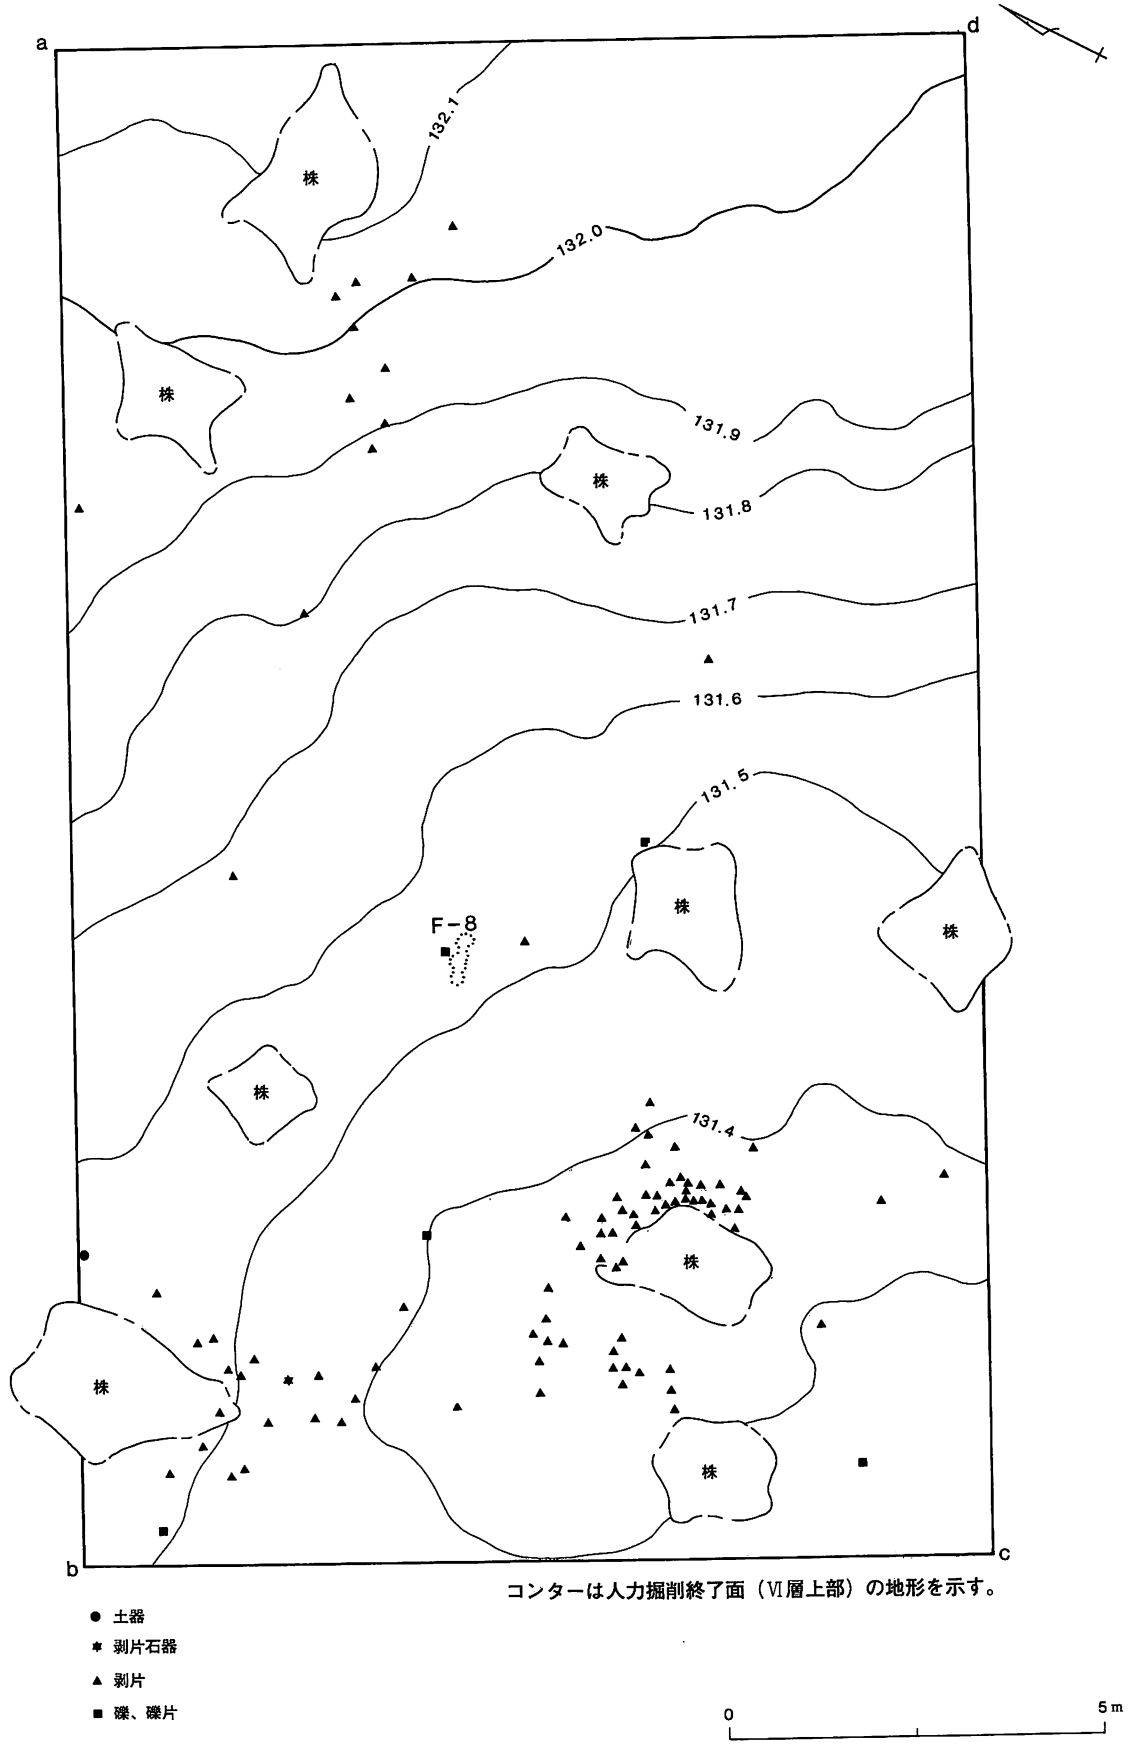 a
d
132.1
株
132.0
株
131.9
株
131.8
131.7
131.6
131.5
株
株
F-8
株
131.4
株
株
株
b
c
コンターは人力掘削終了面（Ⅵ層上部）の地形を示す。
● 土器
✶ 剥片石器
▲ 剥片
■ 礫、礫片
0
5m